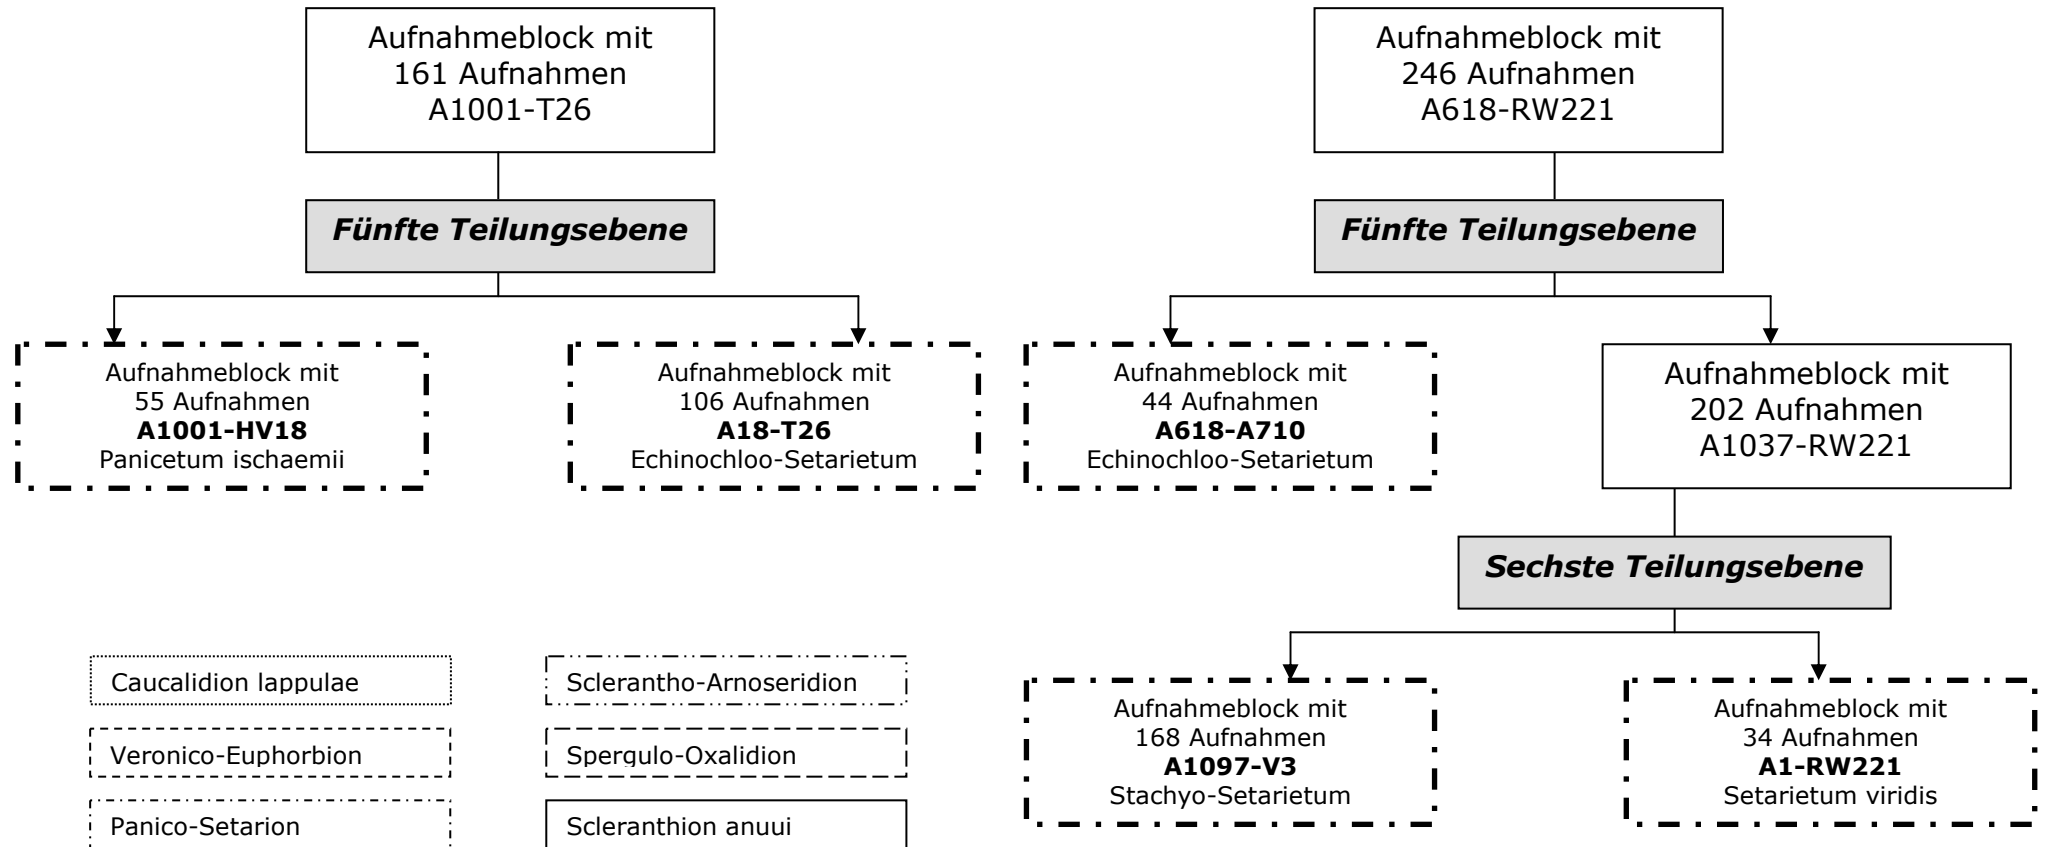 Aufnahmeblock mit
161 Aufnahmen
A1001-T26
Aufnahmeblock mit
246 Aufnahmen
A618-RW221
Fünfte Teilungsebene
Fünfte Teilungsebene
Aufnahmeblock mit
55 Aufnahmen
A1001-HV18
Panicetum ischaemii
Aufnahmeblock mit
106 Aufnahmen
A18-T26
Echinochloo-Setarietum
Aufnahmeblock mit
44 Aufnahmen
A618-A710
Echinochloo-Setarietum
Aufnahmeblock mit
202 Aufnahmen
A1037-RW221
Sechste Teilungsebene
Aufnahmeblock mit
168 Aufnahmen
A1097-V3
Stachyo-Setarietum
Aufnahmeblock mit
34 Aufnahmen
A1-RW221
Setarietum viridis
Caucalidion lappulae
Sclerantho-Arnoseridion
Veronico-Euphorbion
Spergulo-Oxalidion
Panico-Setarion
Scleranthion anuui